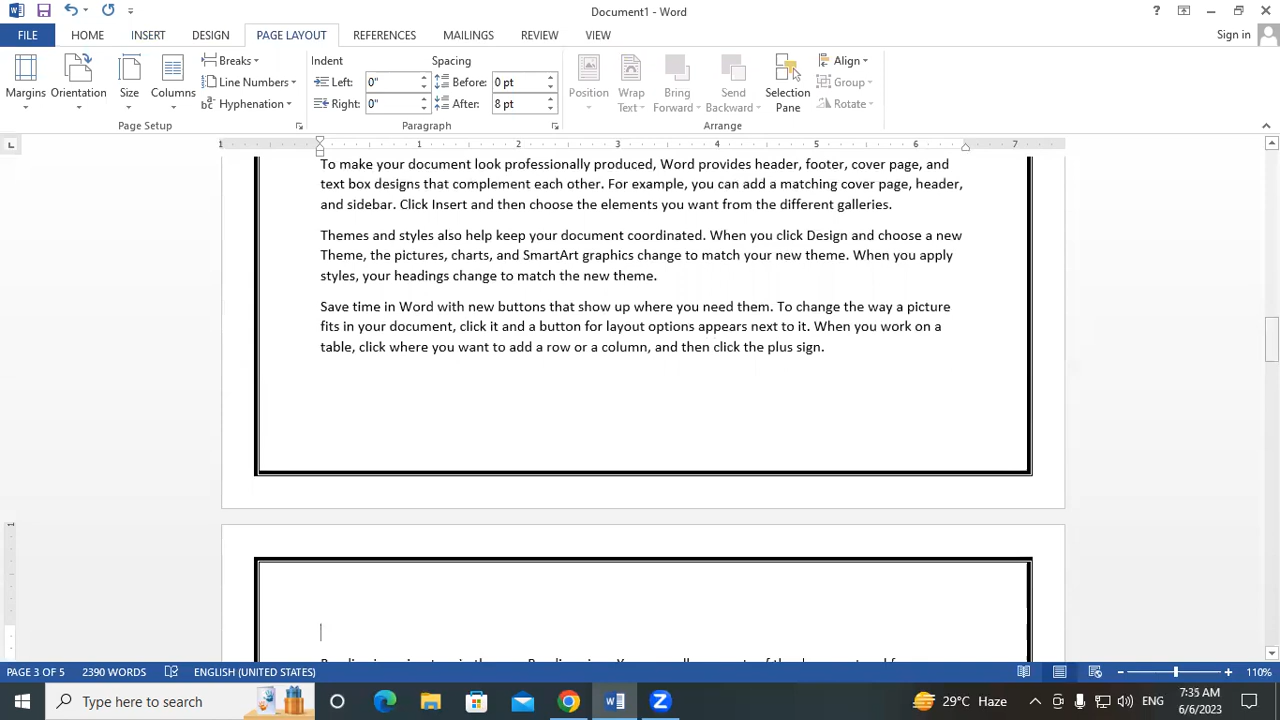 Document1 - Word
?
FILE HOME INSERT DESIGN PAGE LAYOUT REFERENCES MAILINGS REVIEW VIEW Sign in
Margins Orientation Size Columns
Breaks
Line Numbers
Hyphenation
Page Setup
Indent Spacing
Left: 0" Before: 0 pt
Right: 0" After: 8 pt
Paragraph
Position Wrap Text Bring Forward Send Backward Selection Pane
Align
Group
Rotate
Arrange
1 1 2 3 4 5 6 7
To make your document look professionally produced, Word provides header, footer, cover page, and
text box designs that complement each other. For example, you can add a matching cover page, header,
and sidebar. Click Insert and then choose the elements you want from the different galleries.
Themes and styles also help keep your document coordinated. When you click Design and choose a new
Theme, the pictures, charts, and SmartArt graphics change to match your new theme. When you apply
styles, your headings change to match the new theme.
Save time in Word with new buttons that show up where you need them. To change the way a picture
fits in your document, click it and a button for layout options appears next to it. When you work on a
table, click where you want to add a row or a column, and then click the plus sign.
PAGE 3 OF 5 2390 WORDS ENGLISH (UNITED STATES) 110%
Type here to search
29°C Haze ENG
7:35 AM
6/6/2023